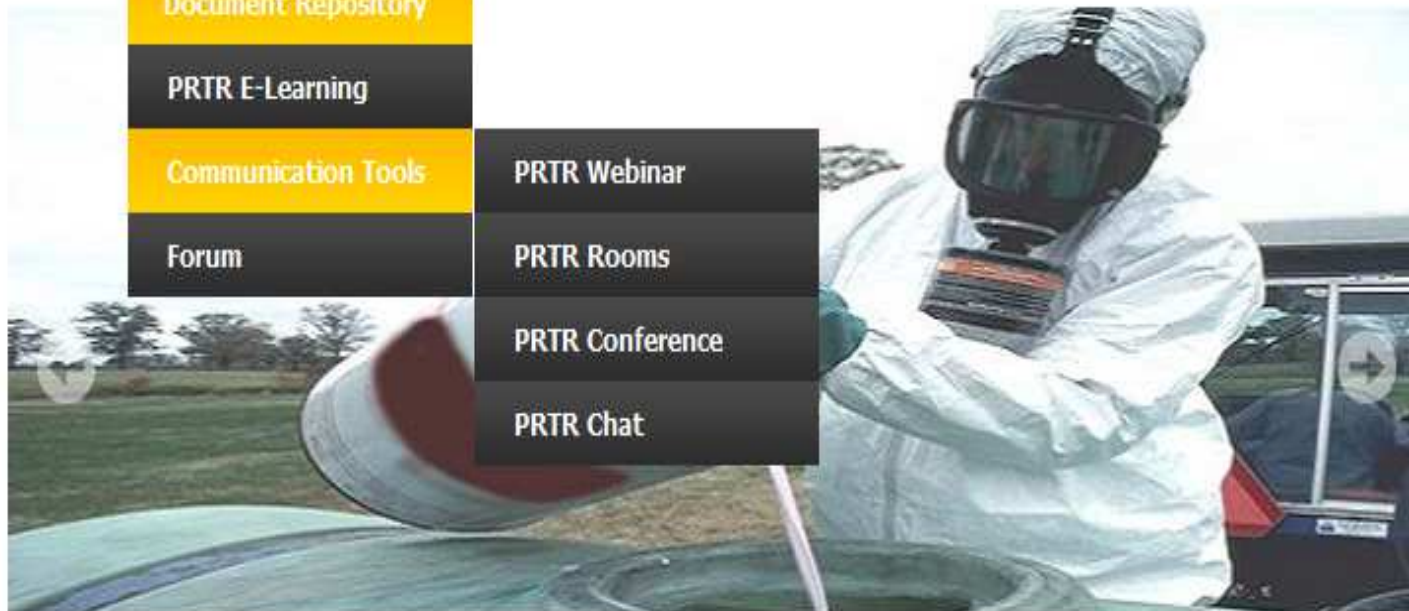 Document Repository
PRTR E-Learning
Communication Tools
Forum
PRTR Webinar
PRTR Rooms
PRTR Conference
PRTR Chat